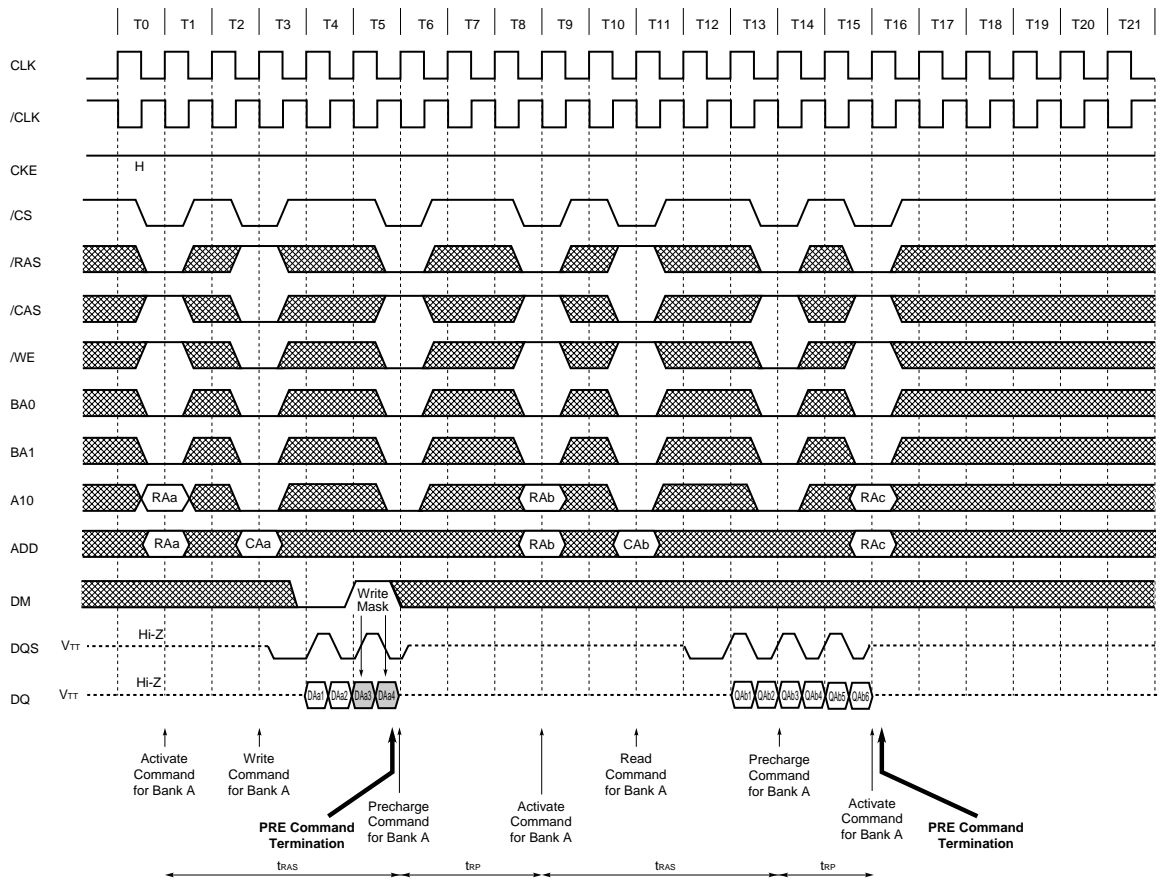 T0 T1 T2 T3 T4 T5 T6 T7 T8 T9 T10 T11 T12 T13 T14 T15 T16 T17 T18 T19 T20 T21
CLK
/CLK
CKE H
/CS
/RAS
/CAS
/WE
BA0
BA1
A10 RAa RAb RAc
ADD RAa CAa RAb CAb RAc
DM Write
Mask
DQS VTT Hi-Z
DQ VTT Hi-Z DAa1 DAa2 DAa3 DAa4 QAb1 QAb2 QAb3 QAb4 QAb5 QAb6
Activate
Command
for Bank A
Write
Command
for Bank A
PRE Command
Termination
Precharge
Command
for Bank A
Activate
Command
for Bank A
Read
Command
for Bank A
Precharge
Command
for Bank A
Activate
Command
for Bank A
PRE Command
Termination
tRAS tRP tRAS tRP